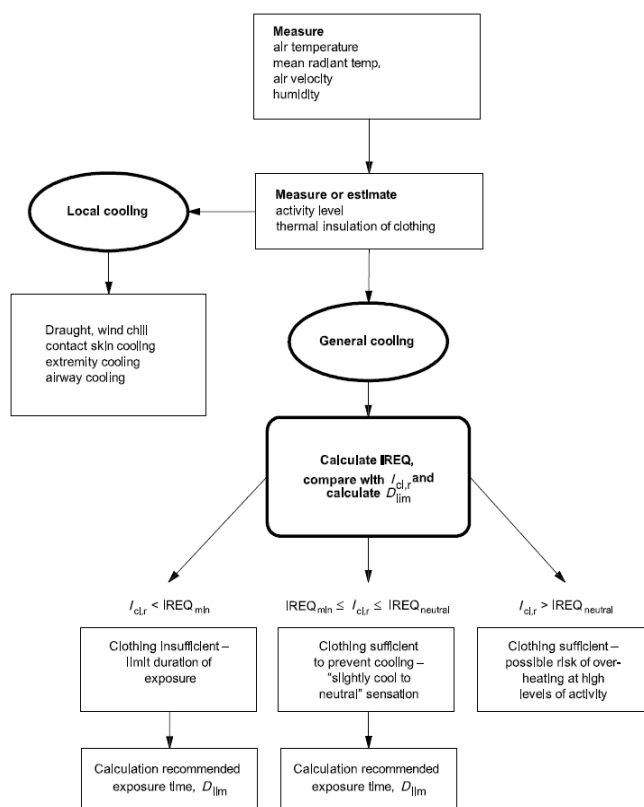 Measure
air temperature
mean radiant temp.
air velocity
humidity
Measure or estimate
activity level
thermal insulation of clothing
Local cooling
Draught, wind chill
contact skin cooling
extremity cooling
airway cooling
General cooling
Calculate IREQ,
compare with Icl,r and
calculate Dlim
Icl,r < IREQmin
IREQmin ≤ Icl,r ≤ IREQneutral
Icl,r > IREQneutral
Clothing insufficient –
limit duration of
exposure
Clothing sufficient
to prevent cooling –
"slightly cool to
neutral" sensation
Clothing sufficient –
possible risk of over-
heating at high
levels of activity
Calculation recommended
exposure time, Dlim
Calculation recommended
exposure time, Dlim